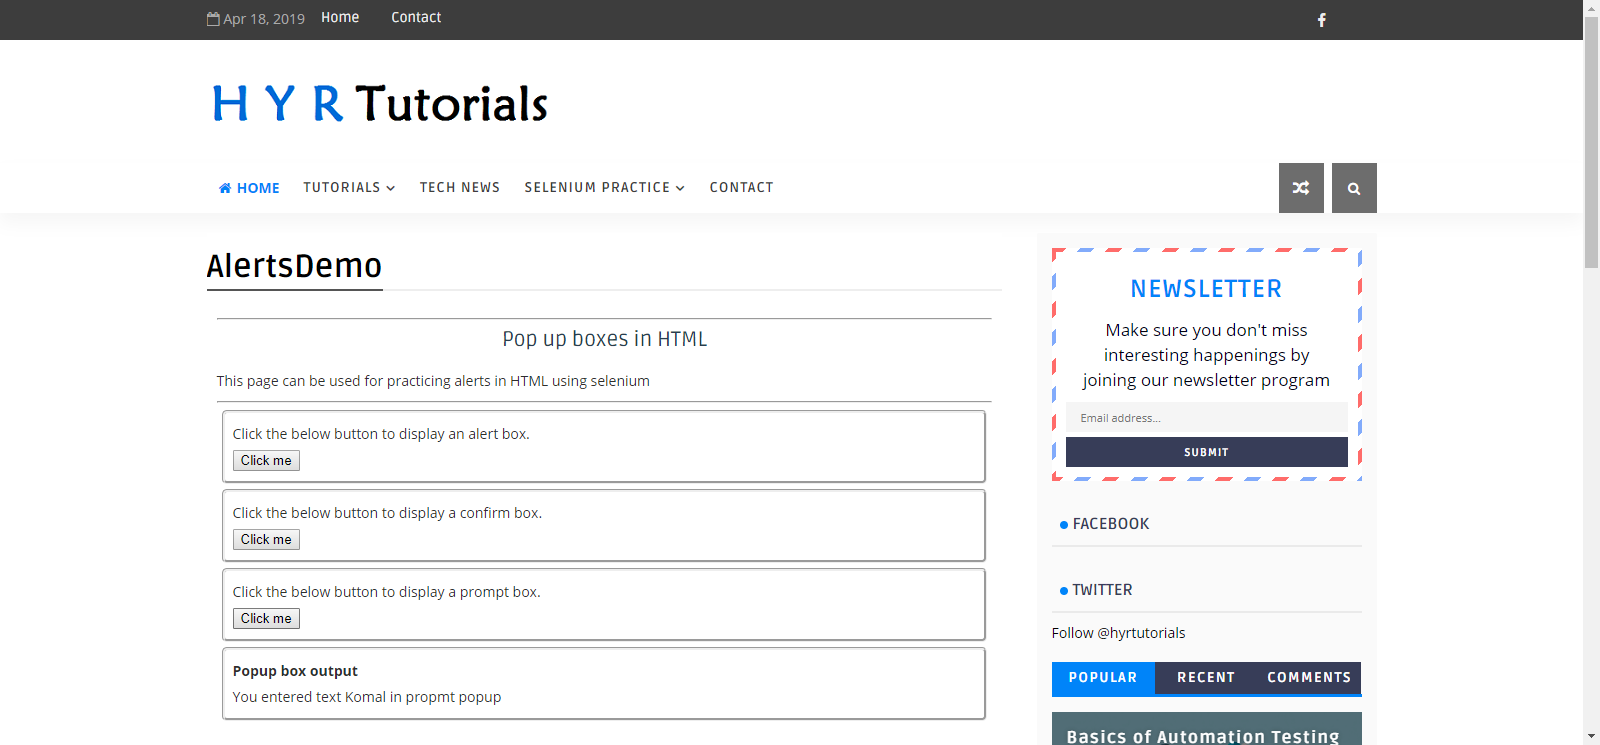 Apr 18, 2019 Home Contact
H Y R Tutorials
HOME TUTORIALS TECH NEWS SELENIUM PRACTICE CONTACT
AlertsDemo
Pop up boxes in HTML
This page can be used for practicing alerts in HTML using selenium
Click the below button to display an alert box.
Click me
Click the below button to display a confirm box.
Click me
Click the below button to display a prompt box.
Click me
Popup box output
You entered text Komal in propmt popup
NEWSLETTER
Make sure you don't miss
interesting happenings by
joining our newsletter program
Email address...
SUBMIT
FACEBOOK
TWITTER
Follow @hyrtutorials
POPULAR RECENT COMMENTS
Basics of Automation Testing